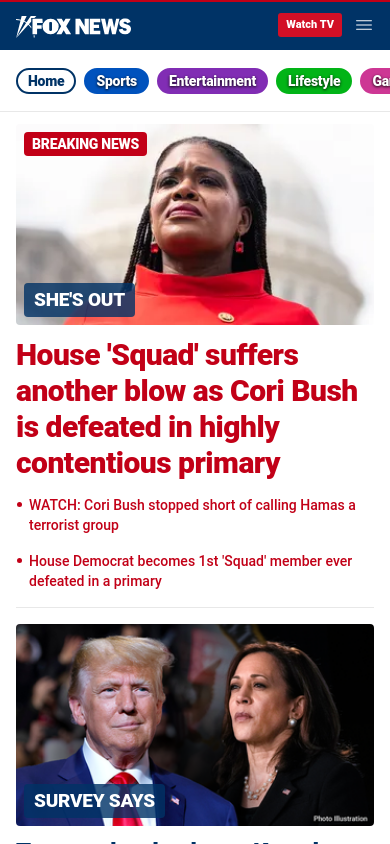 FOX NEWS
Watch TV
Home
Sports
Entertainment
Lifestyle
BREAKING NEWS
SHE'S OUT
House 'Squad' suffers
another blow as Cori Bush
is defeated in highly
contentious primary
• WATCH: Cori Bush stopped short of calling Hamas a
terrorist group
• House Democrat becomes 1st 'Squad' member ever
defeated in a primary
SURVEY SAYS
Photo Illustration